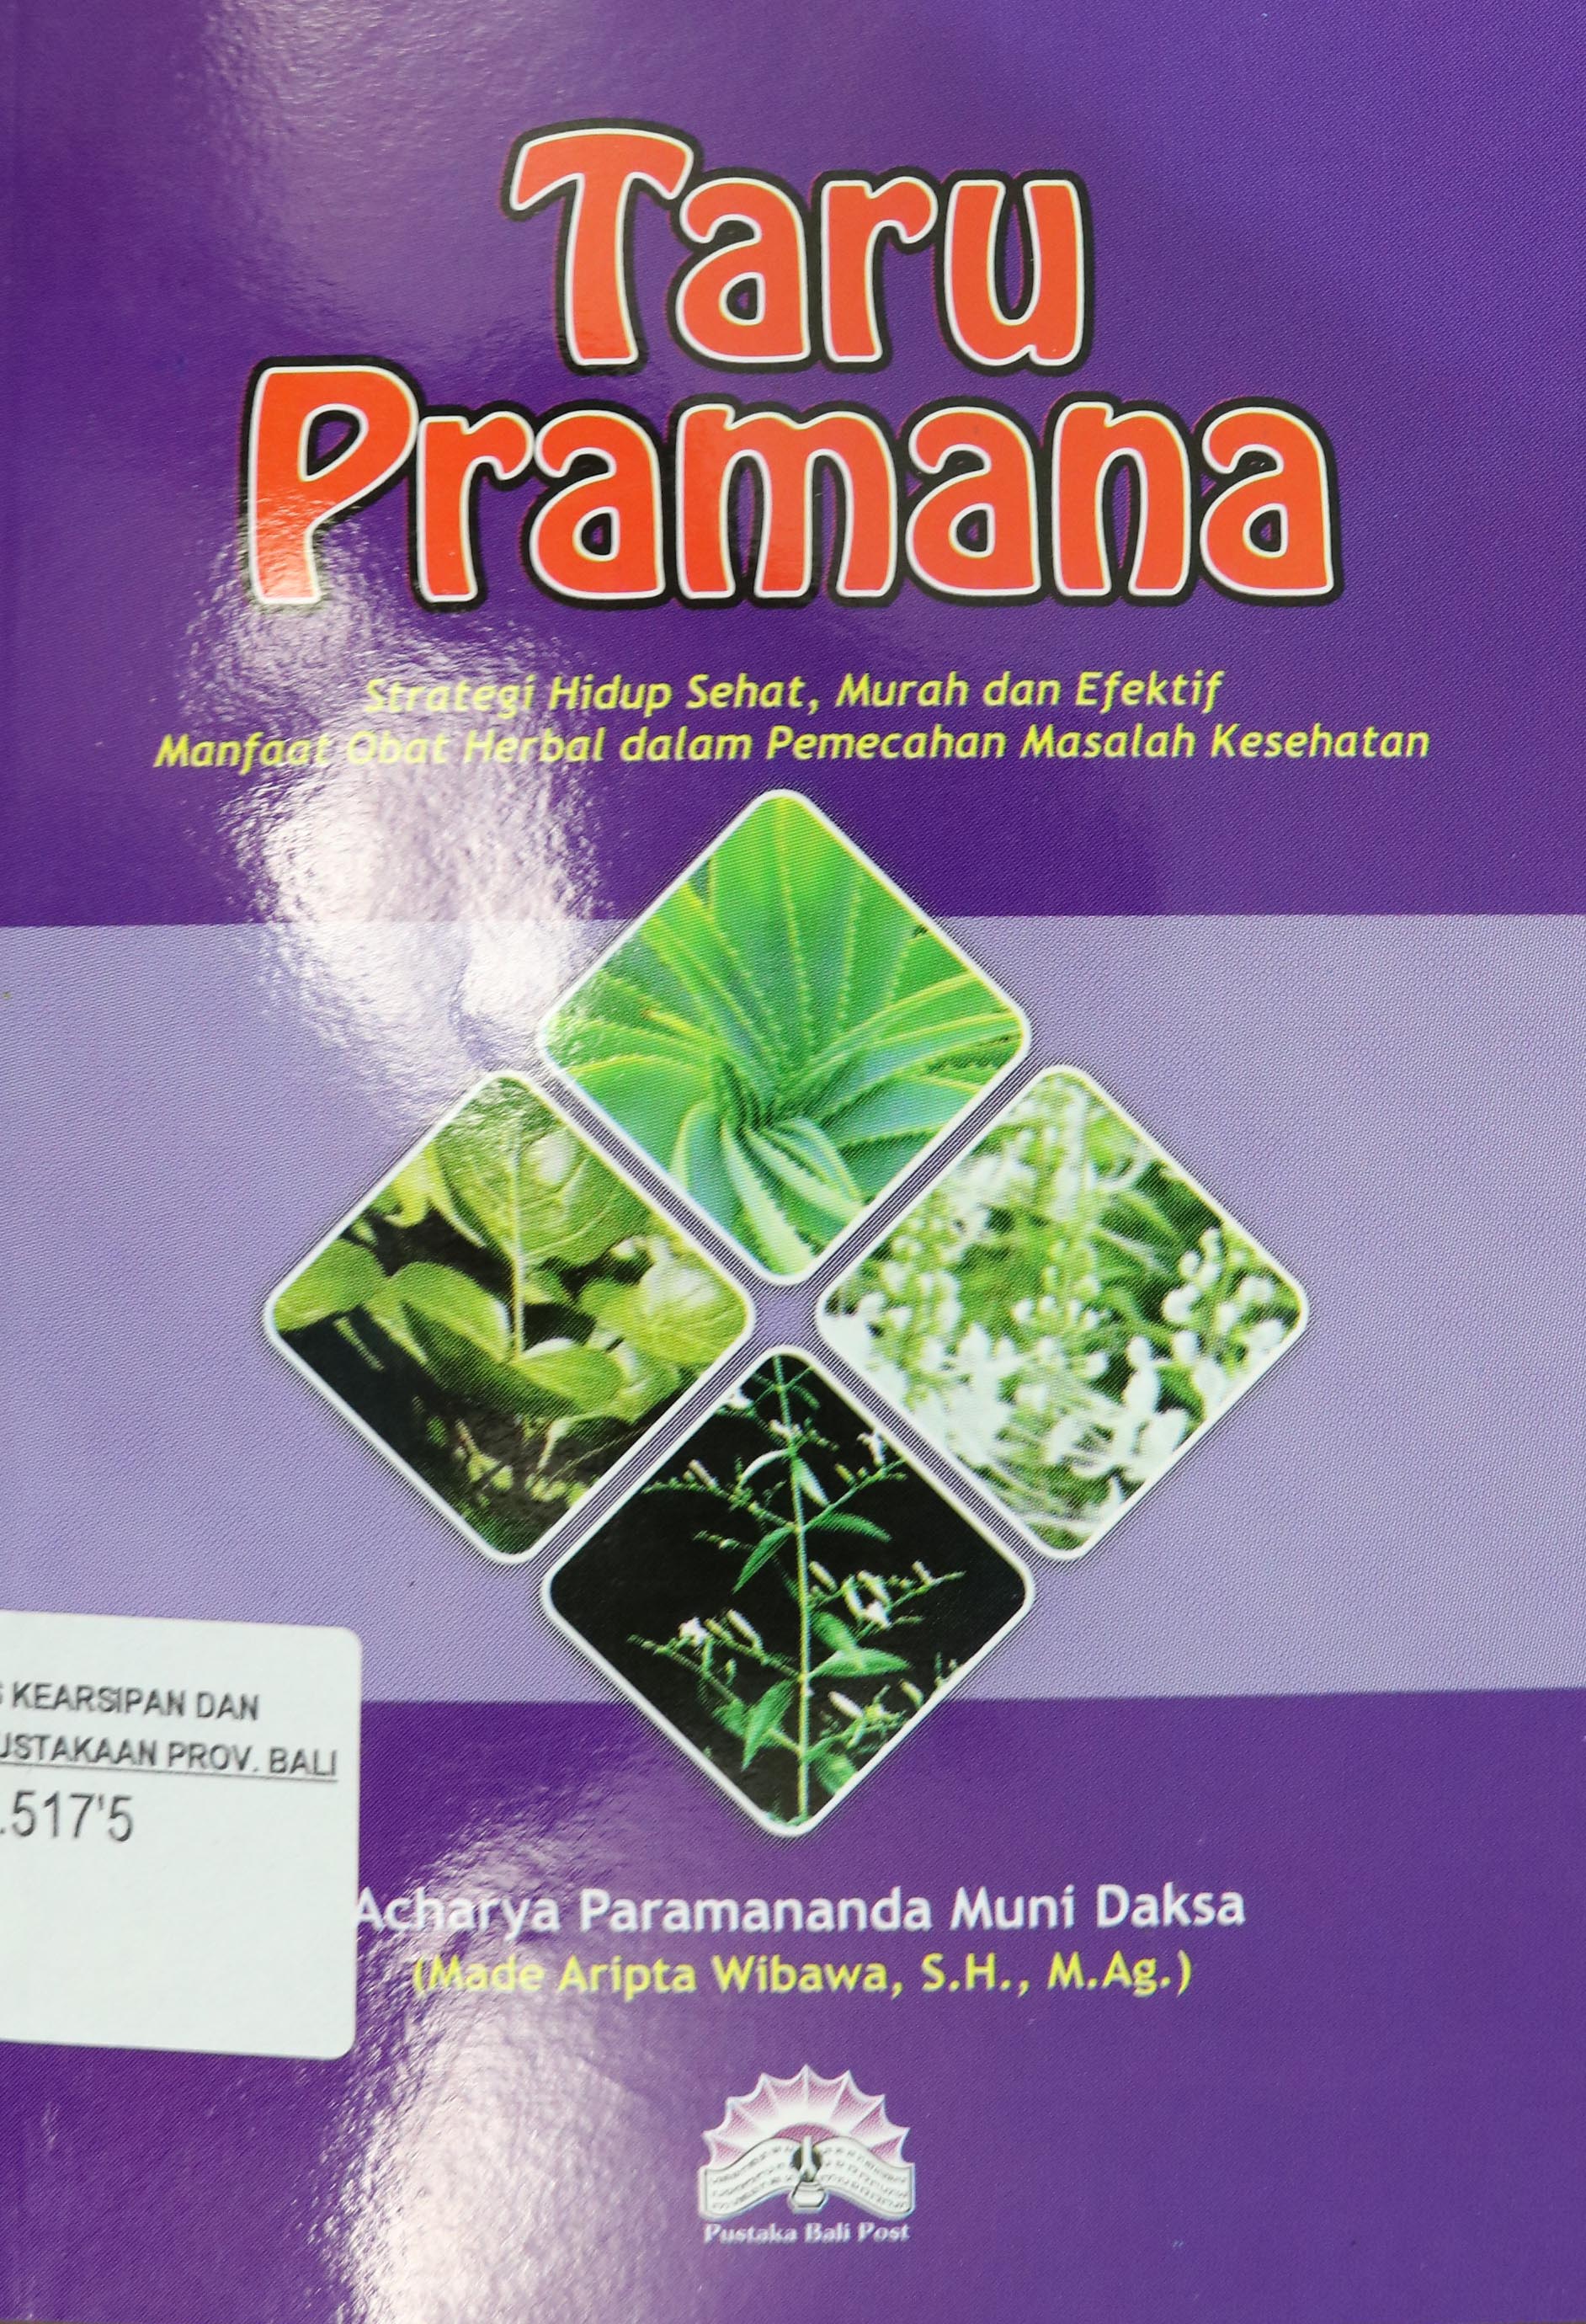 Taru
Pramana
Strategi Hidup Sehat, Murah dan Efektif
Manfaat Obat Herbal dalam Pemecahan Masalah Kesehatan
KEARSIPAN DAN
USTAKAAN PROV. BALI
.517'5
Acharya Paramananda Muni Daksa
(Made Aripta Wibawa, S.H., M.Ag.)
Pustaka Bali Post